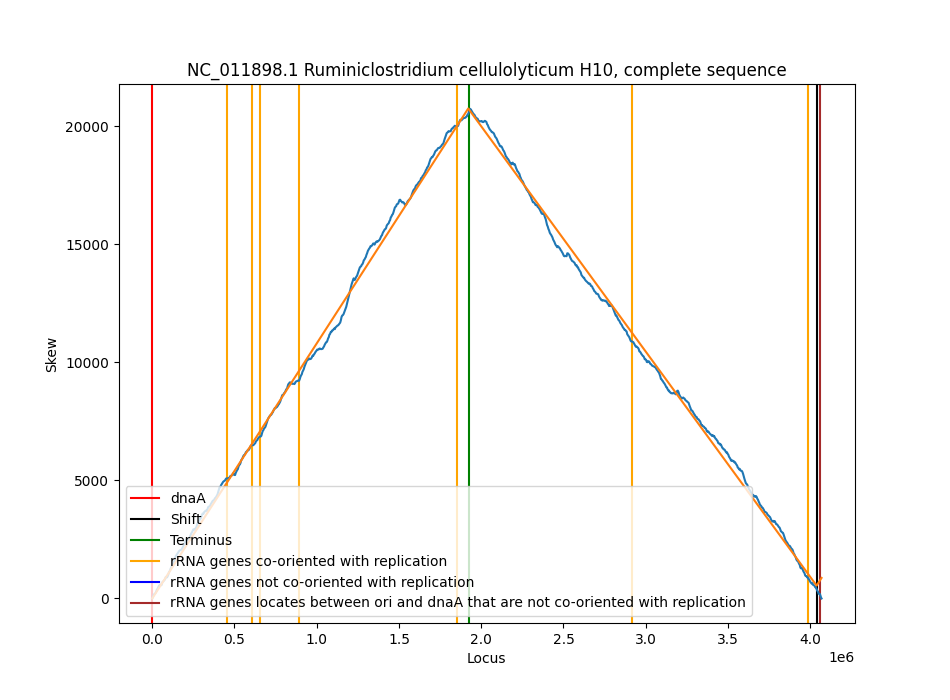 NC_011898.1 Ruminiclostridium cellulolyticum H10, complete sequence
Skew
20000
15000
10000
5000
0
dnaA
Shift
Terminus
rRNA genes co-oriented with replication
rRNA genes not co-oriented with replication
rRNA genes locates between ori and dnaA that are not co-oriented with replication
0.0 0.5 1.0 1.5 2.0 2.5 3.0 3.5 4.0
1e6
Locus